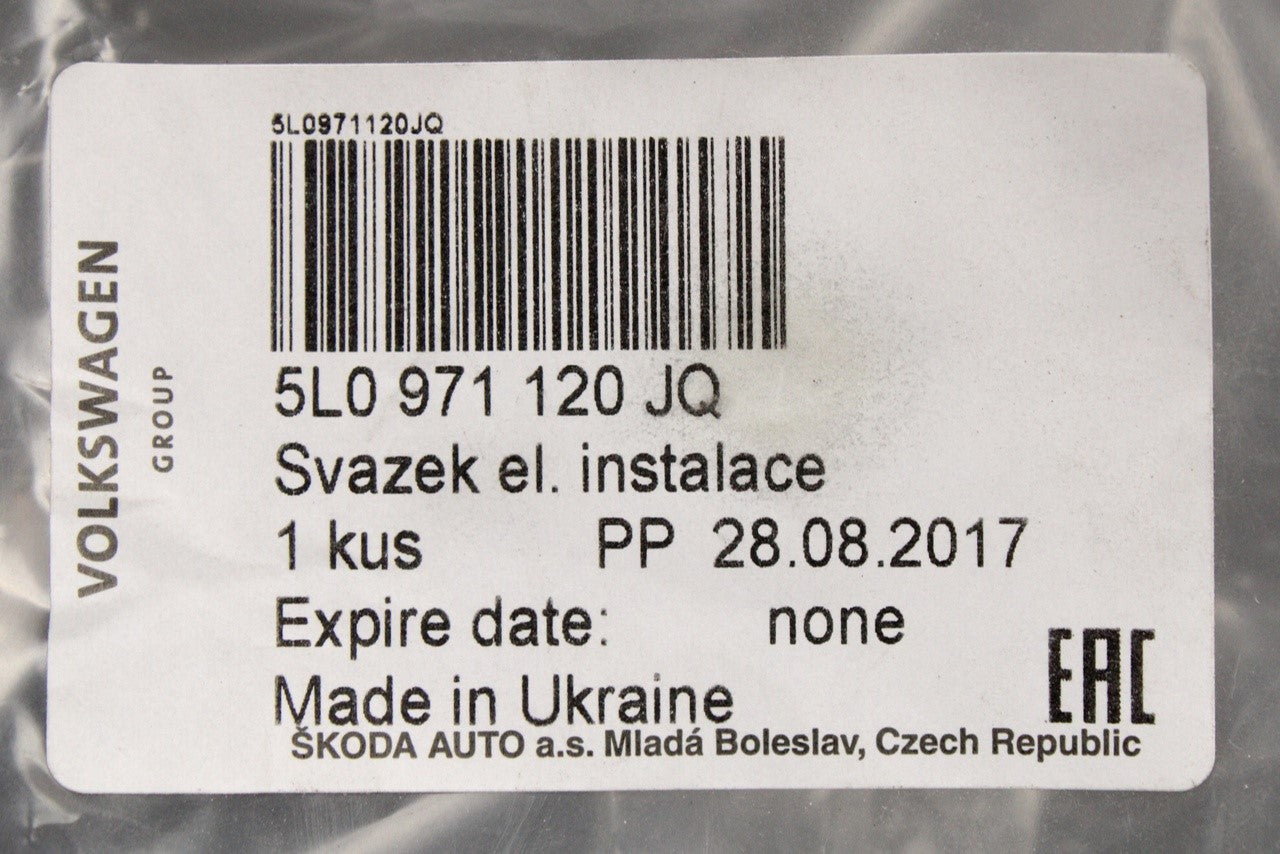 VOLKSWAGEN
GROUP
5L0971120JQ
5L0 971 120 JQ
Svazek el. instalace
1 kus PP 28.08.2017
Expire date: none
Made in Ukraine
EAC
ŠKODA AUTO a.s. Mladá Boleslav, Czech Republic